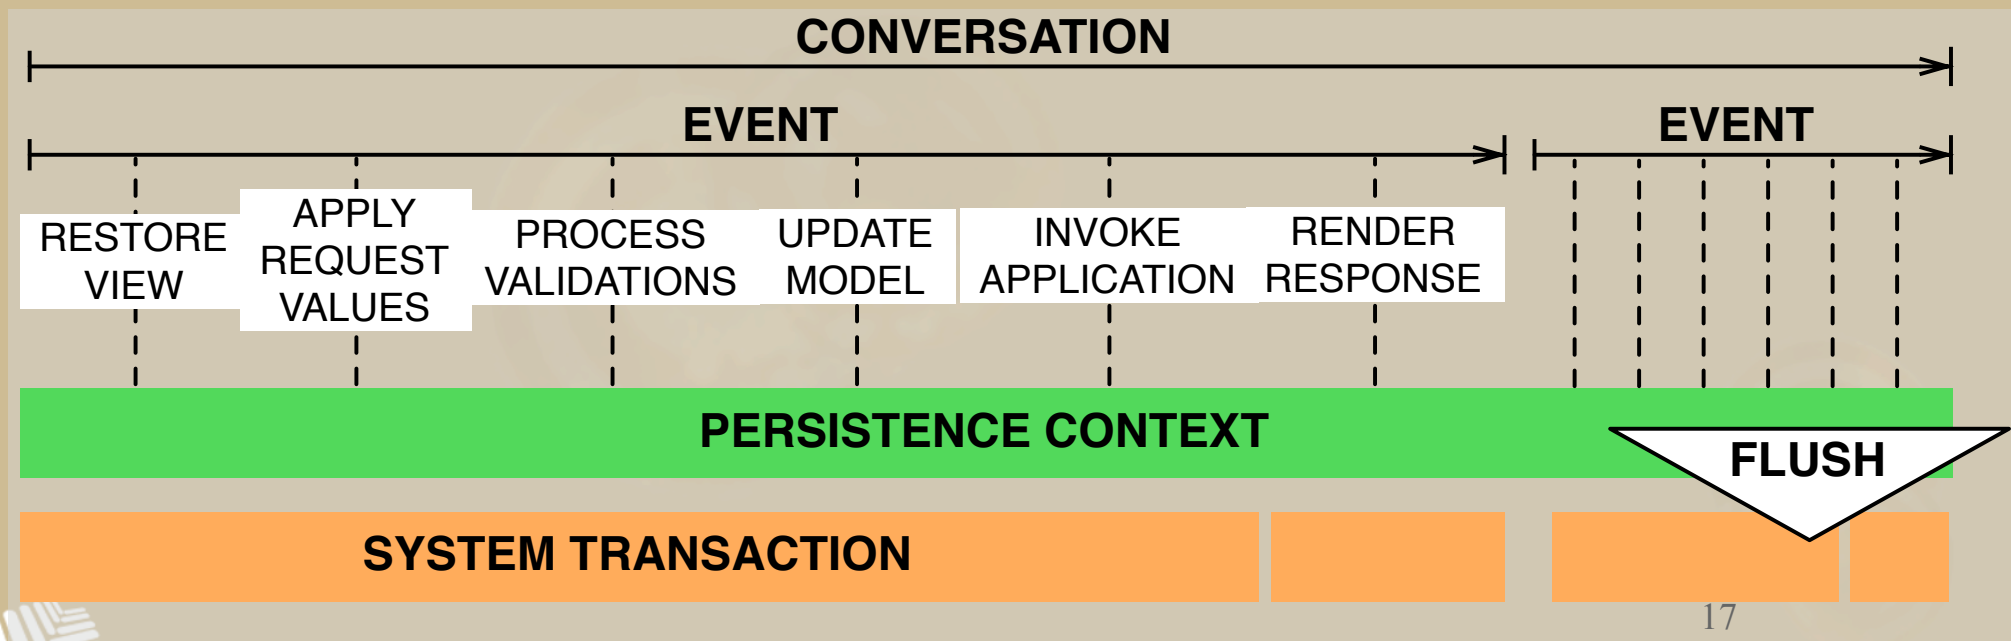 CONVERSATION
EVENT
EVENT
RESTORE
VIEW
APPLY
REQUEST
VALUES
PROCESS
VALIDATIONS
UPDATE
MODEL
INVOKE
APPLICATION
RENDER
RESPONSE
PERSISTENCE CONTEXT
FLUSH
SYSTEM TRANSACTION
17